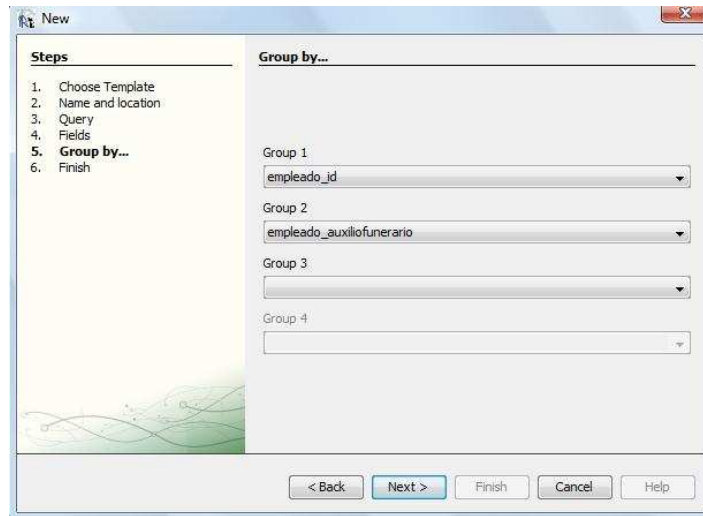 New
Steps
1. Choose Template
2. Name and location
3. Query
4. Fields
5. Group by...
6. Finish
Group by...
Group 1
empleado_id
Group 2
empleado_auxiliofunerario
Group 3
Group 4
< Back Next > Finish Cancel Help